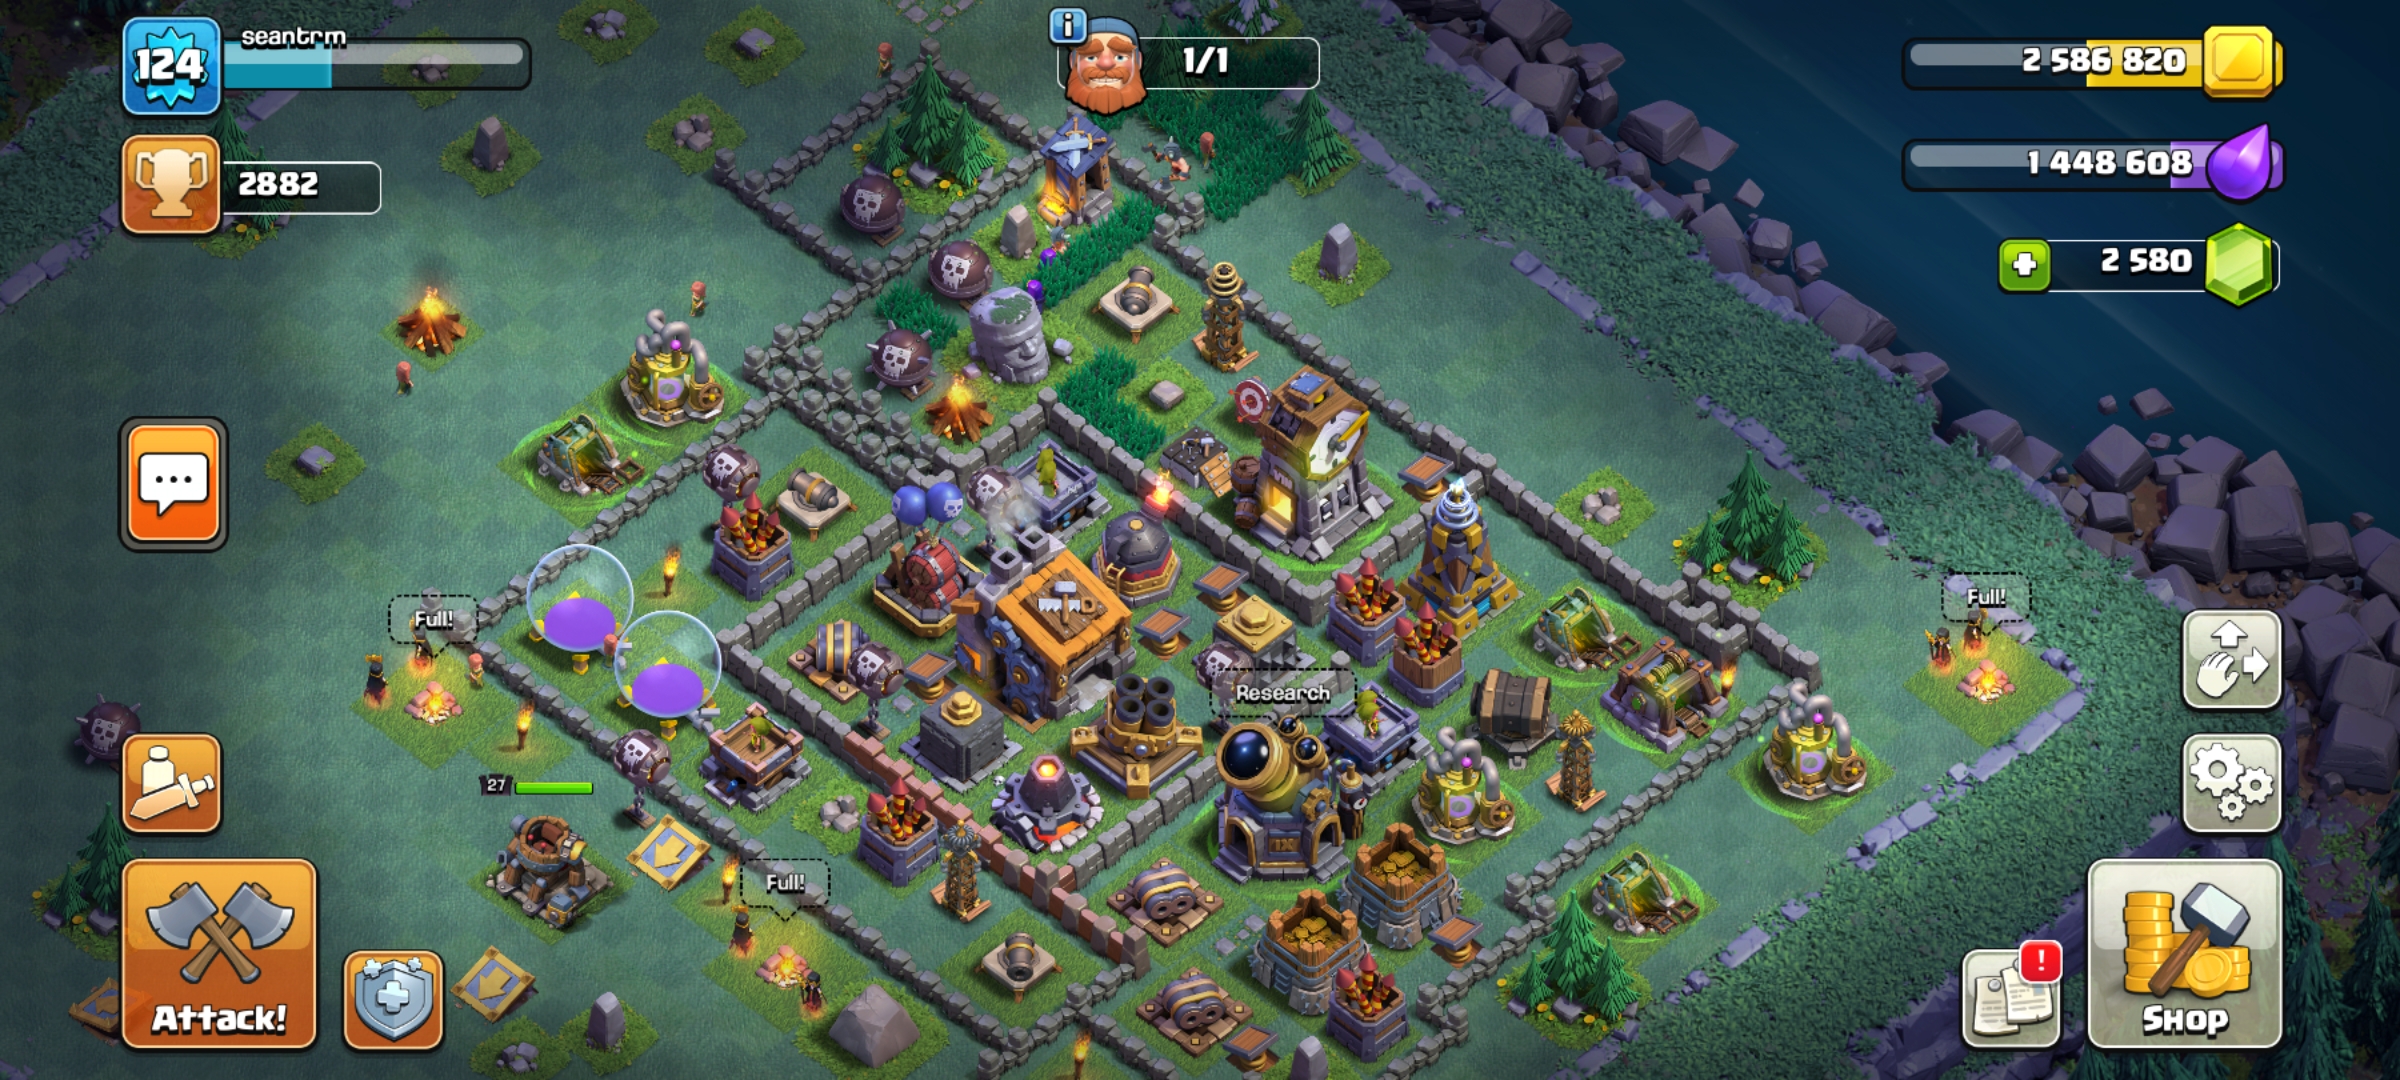 124
seantrm
1/1
2 586 820
2882
1 448 608
2 580
Full!
Full!
Research
27
Full!
Attack!
!
Shop